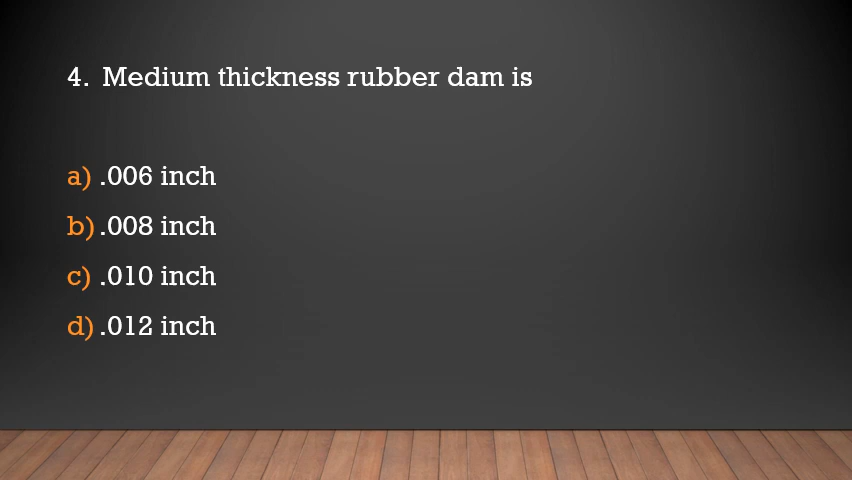 4. Medium thickness rubber dam is
a) .006 inch
b) .008 inch
c) .010 inch
d) .012 inch